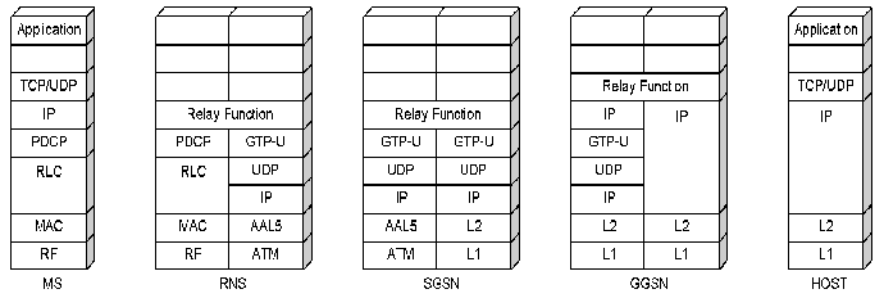 Application
TCP/UDP
IP
PDCP
RLC
MAC
RF
MS
Relay Function
PDCP GTP-U
RLC UDP
IP
MAC AAL5
RF ATM
RNS
Relay Function
GTP-U GTP-U
UDP UDP
IP IP
AAL5 L2
ATM L1
SGSN
Relay Function
IP IP
GTP-U
UDP
IP
L2 L2
L1 L1
GGSN
Application
TCP/UDP
IP
L2
L1
HOST